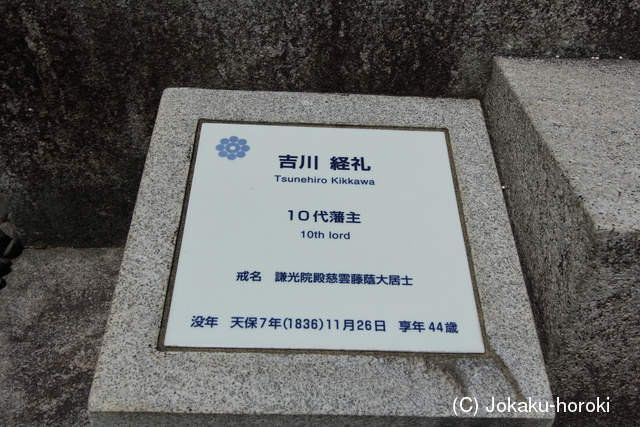 吉川 経礼
Tsunehiro Kikkawa
10代藩主
10th lord
戒名 謙光院殿慈雲藤蔭大居士
没年 天保7年(1836)11月26日 享年44歳
(C) Jokaku-horoki